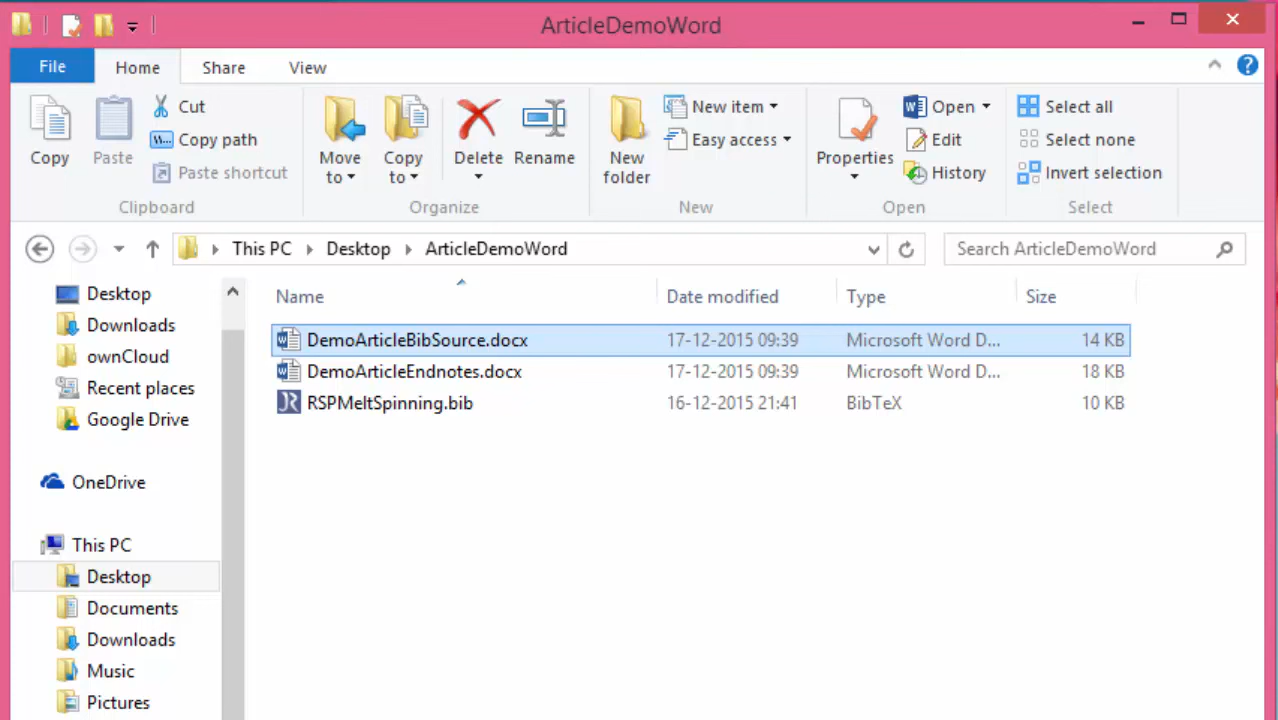 ArticleDemoWord
File Home Share View
Copy
Paste
Cut
Copy path
Paste shortcut
Clipboard
Move to
Copy to
Delete
Rename
Organize
New folder
New item
Easy access
New
Properties
Open
Edit
History
Open
Select all
Select none
Invert selection
Select
This PC Desktop ArticleDemoWord
Search ArticleDemoWord
Desktop
Downloads
ownCloud
Recent places
Google Drive
OneDrive
This PC
Desktop
Documents
Downloads
Music
Pictures
Name Date modified Type Size
DemoArticleBibSource.docx 17-12-2015 09:39 Microsoft Word D... 14 KB
DemoArticleEndnotes.docx 17-12-2015 09:39 Microsoft Word D... 18 KB
RSPMeltSpinning.bib 16-12-2015 21:41 BibTeX 10 KB